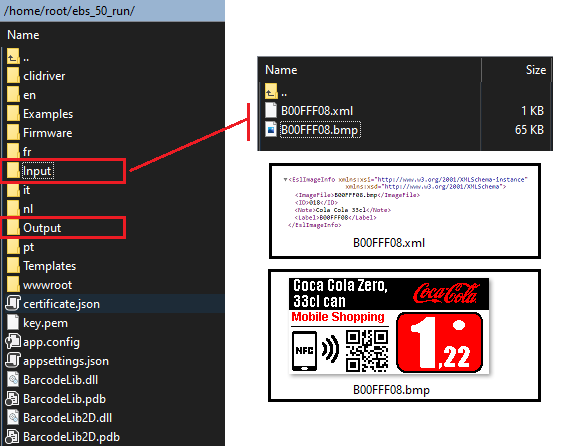 /home/root/ebs_50_run/
Name
..
clidriver
en
Examples
Firmware
fr
Input
it
nl
Output
pt
Templates
wwwroot
certificate.json
key.pem
app.config
appsettings.json
BarcodeLib.dll
BarcodeLib.pdb
BarcodeLib2D.dll
BarcodeLib2D.pdb
Name Size
..
B00FFF08.xml 1 KB
B00FFF08.bmp 65 KB
<EslImageInfo xmlns:xsi="http://www.w3.org/2001/XMLSchema-instance"
xmlns:xsd="http://www.w3.org/2001/XMLSchema">
<ImageFile>B00FFF08.bmp</ImageFile>
<ID>01B</ID>
<Note>Cola Cola 33cl</Note>
<Label>B00FFF08</Label>
</EslImageInfo>
B00FFF08.xml
Coca Cola Zero,
33cl can
Coca-Cola
Mobile Shopping
NFC
1,22
B00FFF08.bmp